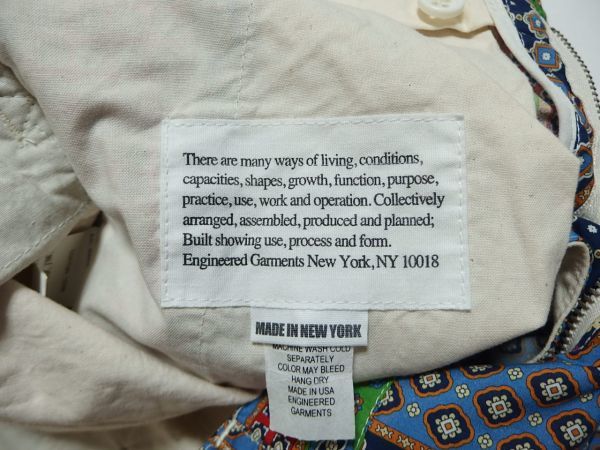 There are many ways of living, conditions,
capacities, shapes, growth, function, purpose,
practice, use, work and operation. Collectively
arranged, assembled, produced and planned;
Built showing use, process and form.
Engineered Garments New York, NY 10018
MADE IN NEW YORK
MACHINE WASH COLD
SEPARATELY
COLOR MAY BLEED
HANG DRY
MADE IN USA
ENGINEERED
GARMENTS